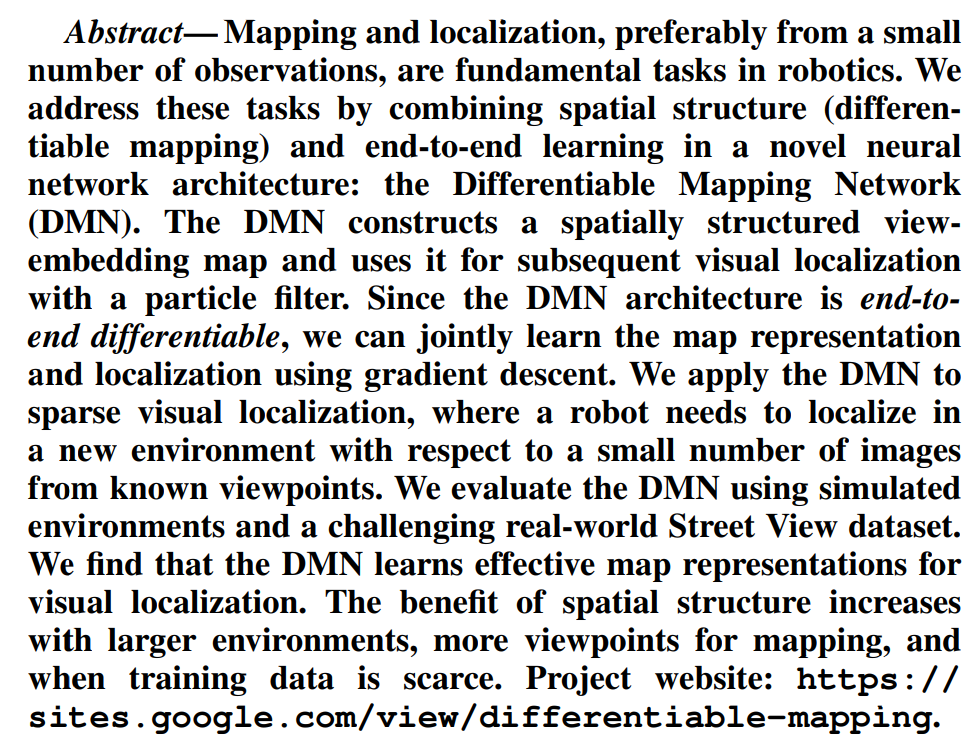 Abstract— Mapping and localization, preferably from a small
number of observations, are fundamental tasks in robotics. We
address these tasks by combining spatial structure (differen-
tiable mapping) and end-to-end learning in a novel neural
network architecture: the Differentiable Mapping Network
(DMN). The DMN constructs a spatially structured view-
embedding map and uses it for subsequent visual localization
with a particle filter. Since the DMN architecture is end-to-
end differentiable, we can jointly learn the map representation
and localization using gradient descent. We apply the DMN to
sparse visual localization, where a robot needs to localize in
a new environment with respect to a small number of images
from known viewpoints. We evaluate the DMN using simulated
environments and a challenging real-world Street View dataset.
We find that the DMN learns effective map representations for
visual localization. The benefit of spatial structure increases
with larger environments, more viewpoints for mapping, and
when training data is scarce. Project website: https://
sites.google.com/view/differentiable-mapping.